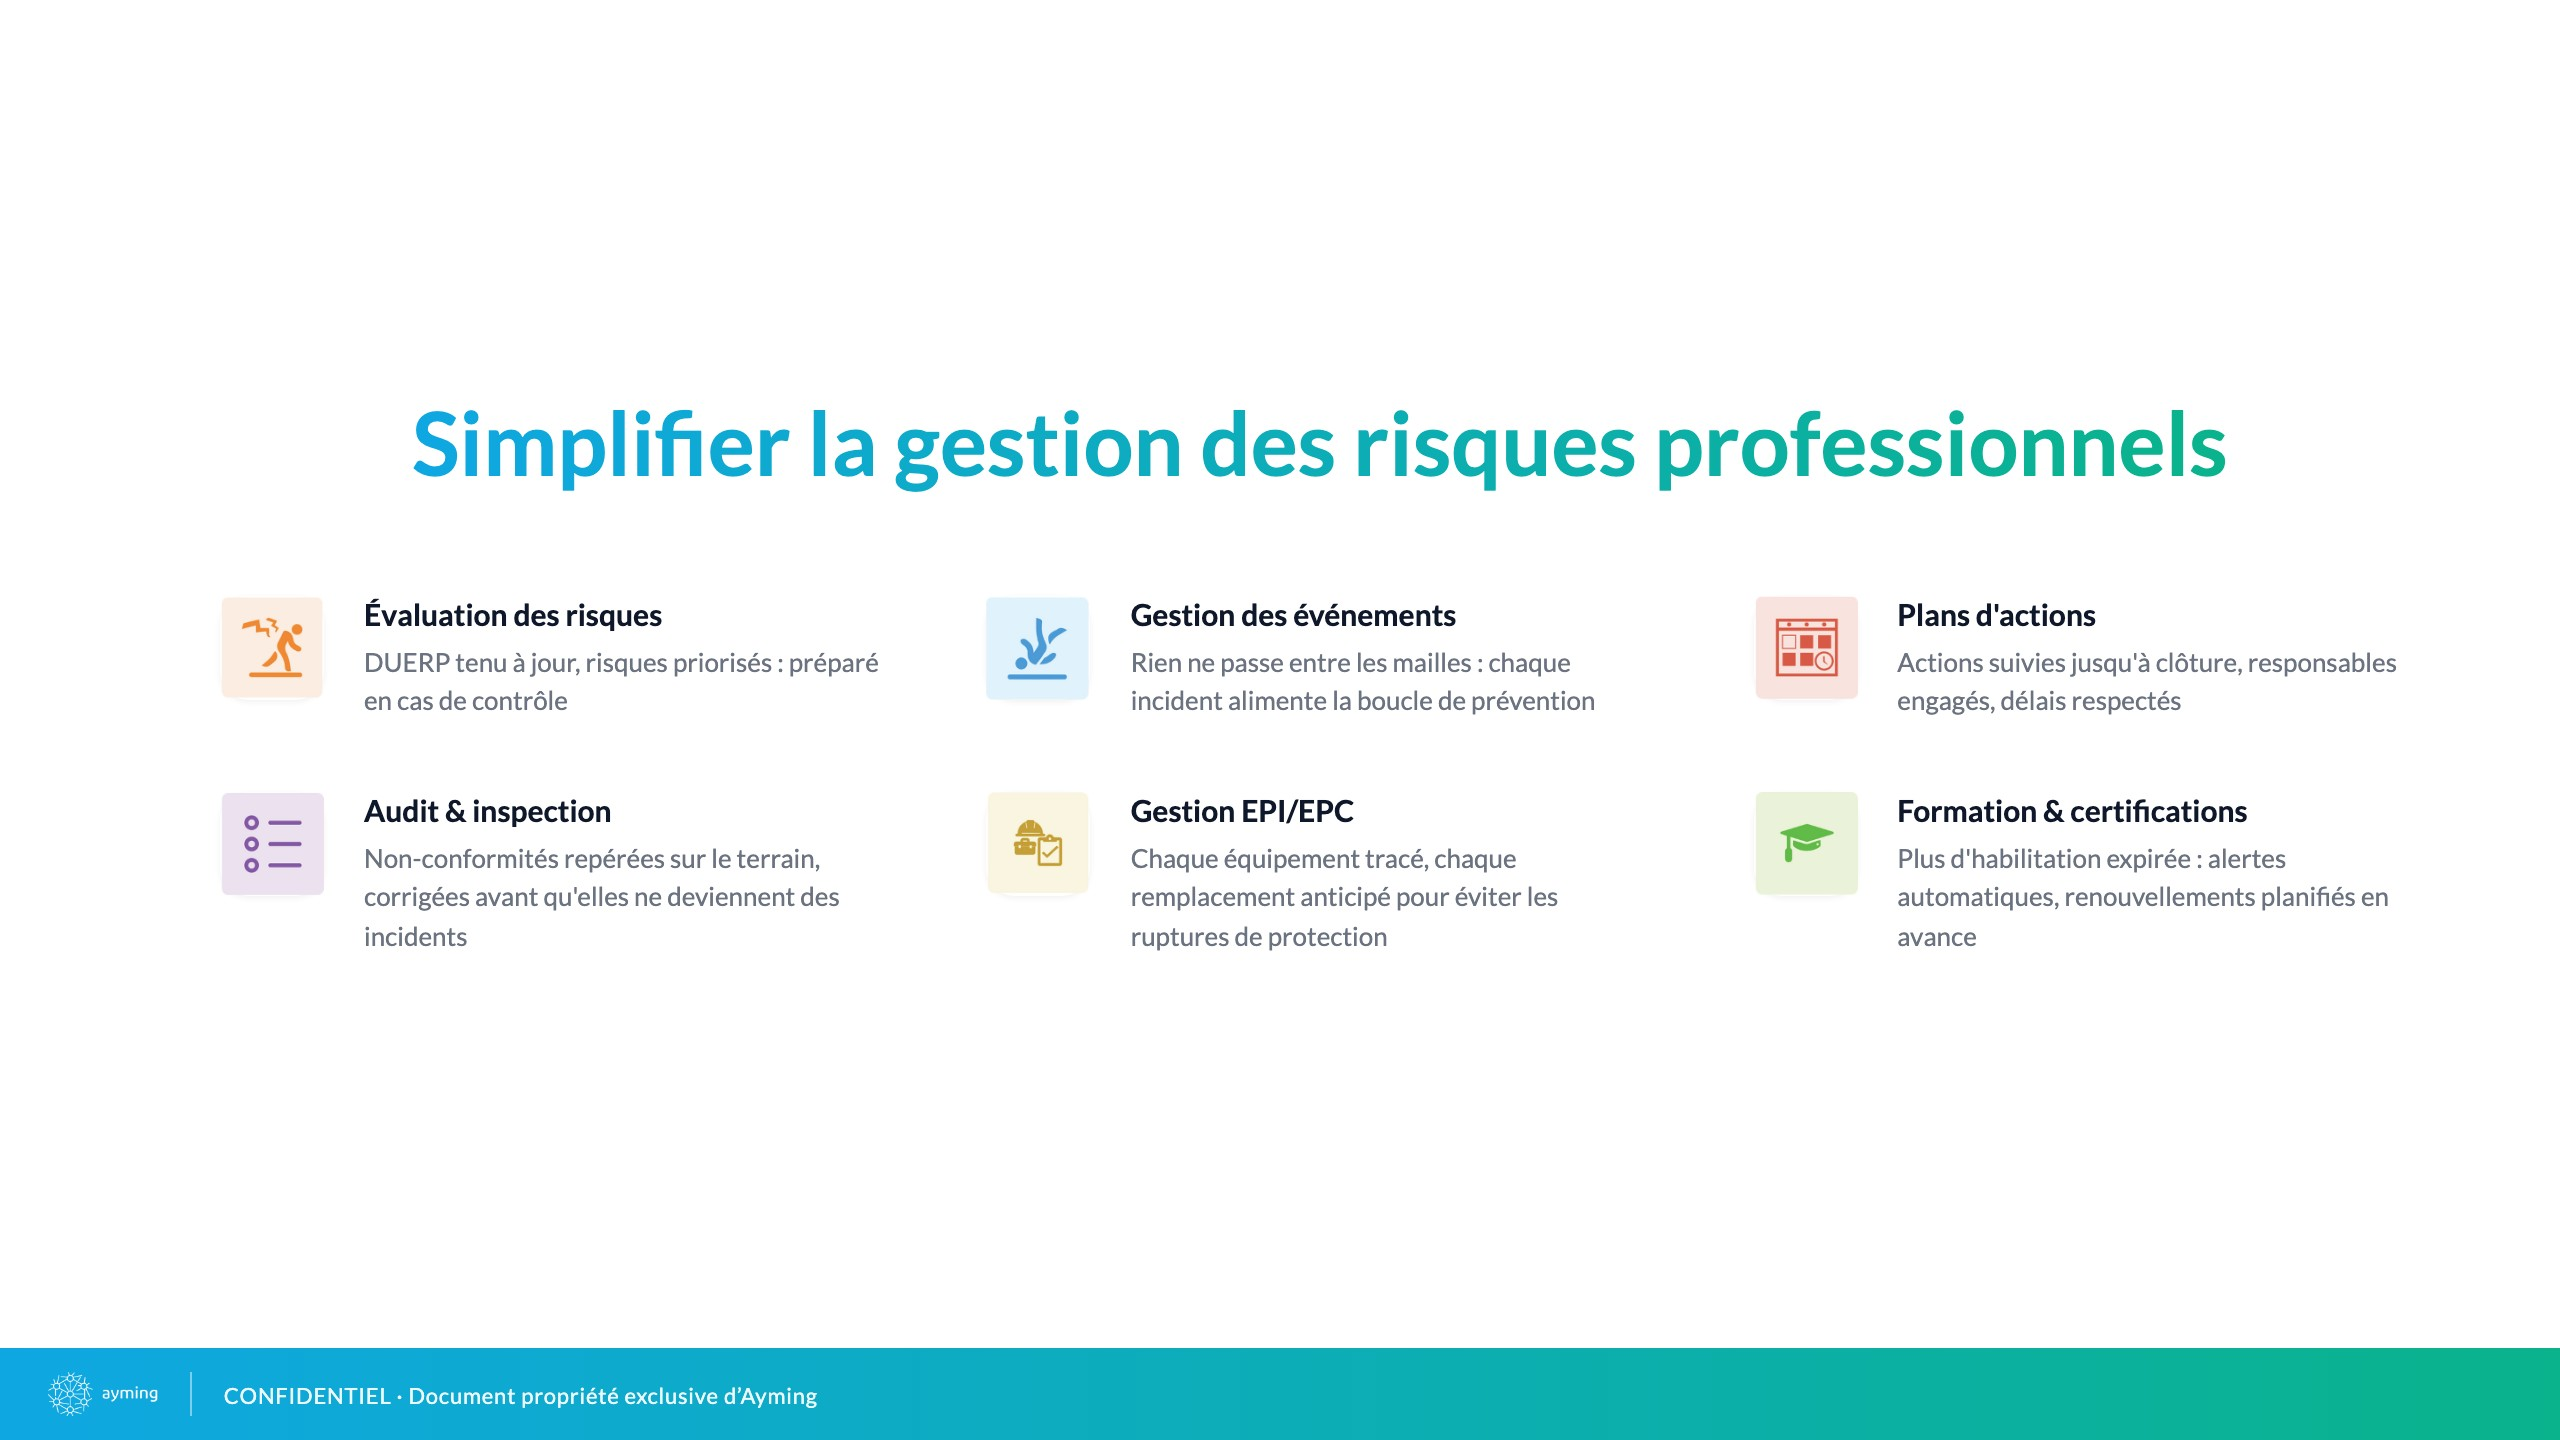 Simplifier la gestion des risques professionnels
Évaluation des risques
DUERP tenu à jour, risques priorisés : préparé
en cas de contrôle
Gestion des événements
Rien ne passe entre les mailles : chaque
incident alimente la boucle de prévention
Plans d'actions
Actions suivies jusqu'à clôture, responsables
engagés, délais respectés
Audit & inspection
Non-conformités repérées sur le terrain,
corrigées avant qu'elles ne deviennent des
incidents
Gestion EPI/EPC
Chaque équipement tracé, chaque
remplacement anticipé pour éviter les
ruptures de protection
Formation & certifications
Plus d'habilitation expirée : alertes
automatiques, renouvellements planifiés en
avance
ayming
CONFIDENTIEL · Document propriété exclusive d’Ayming